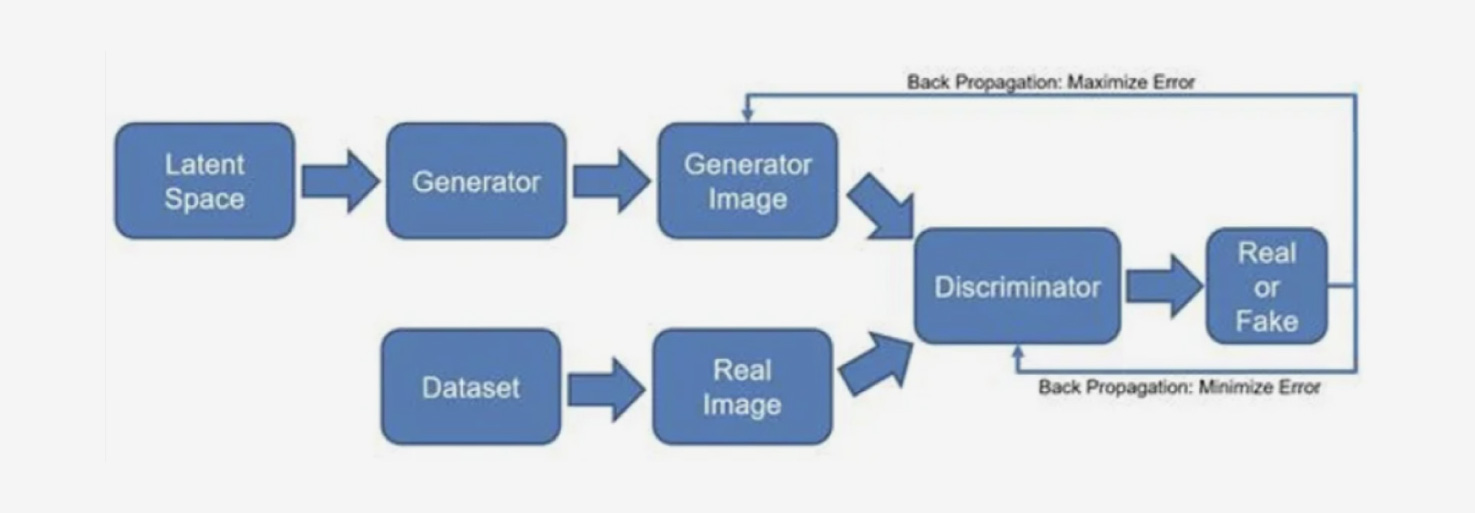 Back Propagation: Maximize Error
Latent
Space
Generator
Generator
Image
Discriminator
Real
or
Fake
Dataset
Real
Image
Back Propagation: Minimize Error